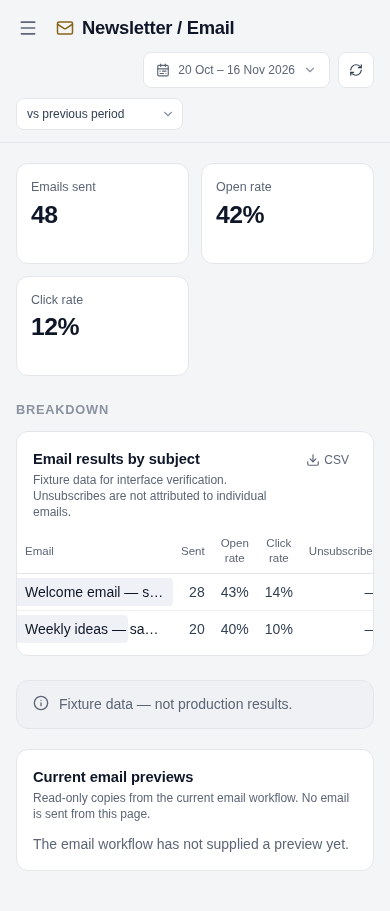 Newsletter / Email
20 Oct – 16 Nov 2026
vs previous period
Emails sent
48
Open rate
42%
Click rate
12%
BREAKDOWN
Email results by subject
CSV
Fixture data for interface verification.
Unsubscribes are not attributed to individual
emails.
Email Sent Open rate Click rate Unsubscribe
Welcome email — s… 28 43% 14% —
Weekly ideas — sa… 20 40% 10% —
Fixture data — not production results.
Current email previews
Read-only copies from the current email workflow. No email
is sent from this page.
The email workflow has not supplied a preview yet.